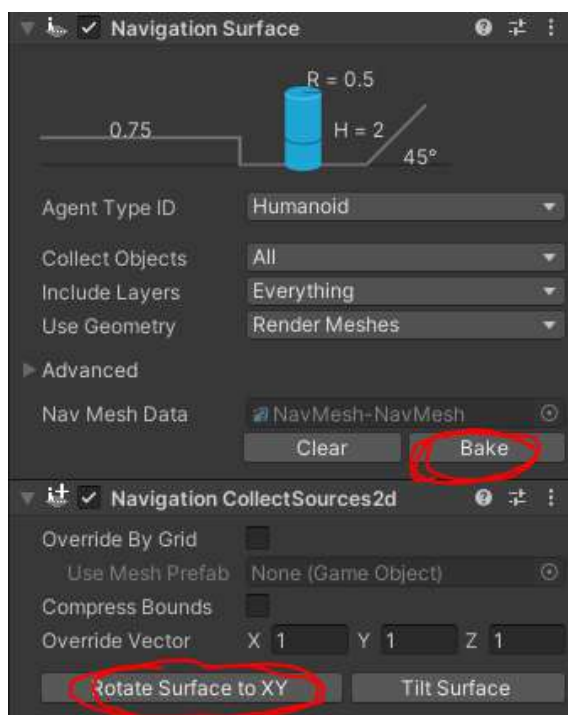 Navigation Surface
R = 0.5
0.75
H = 2
45°
Agent Type ID Humanoid
Collect Objects All
Include Layers Everything
Use Geometry Render Meshes
Advanced
Nav Mesh Data NavMesh-NavMesh
Clear Bake
Navigation CollectSources2d
Override By Grid
Use Mesh Prefab None (Game Object)
Compress Bounds
Override Vector X 1 Y 1 Z 1
Rotate Surface to XY Tilt Surface